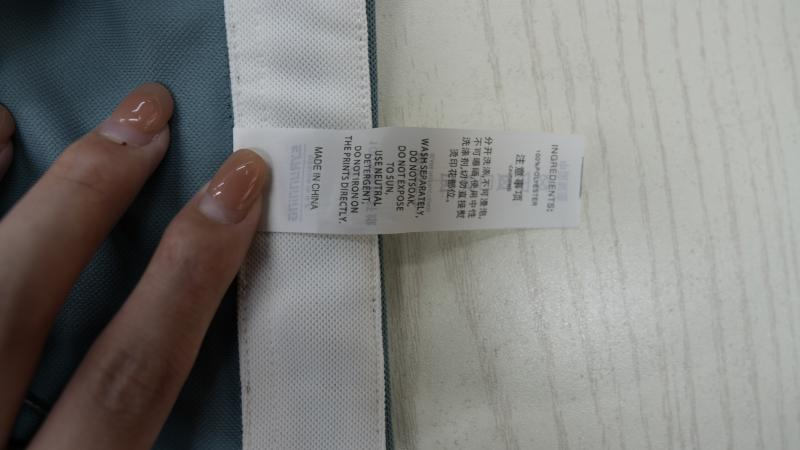 INGREDIENTS:
100%POLYESTER
注意事项
分开洗涤,不可浸泡,
不可曝晒,使用中性
洗涤剂,切勿直接熨
烫印花部位。
WASH SEPARATELY,
DO NOTSOAK,
DO NOT EXPOSE
TO SUN.
USE NEUTRAL
DETERGENT.
DO NOT IRON ON
THE PRINTS DIRECTLY.
MADE IN CHINA